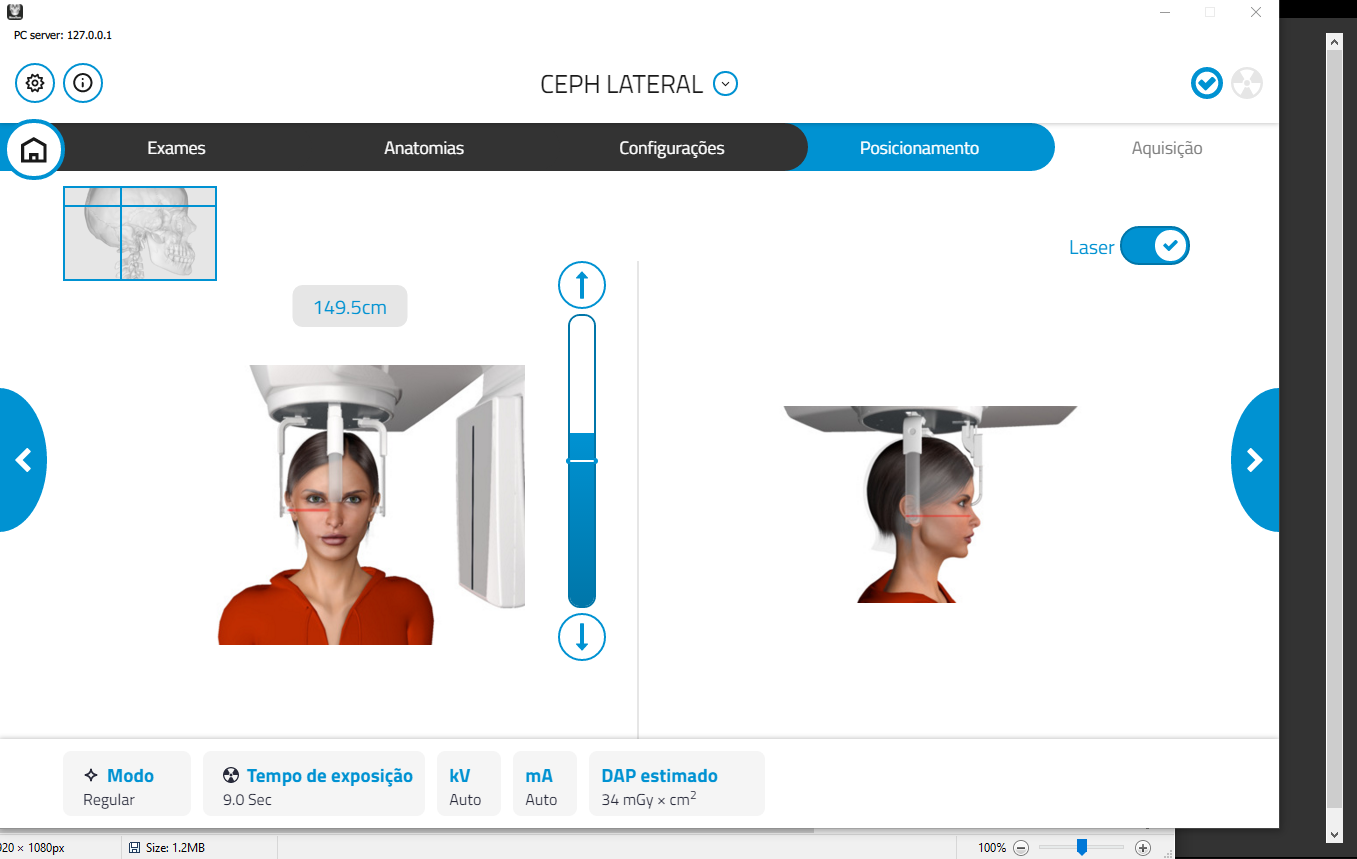 PC server: 127.0.0.1
CEPH LATERAL
Exames
Anatomias
Configurações
Posicionamento
Aquisição
Laser
149.5cm
Modo
Regular
Tempo de exposição
9.0 Sec
kV
Auto
mA
Auto
DAP estimado
34 mGy × cm²
920 × 1080px
Size: 1.2MB
100%